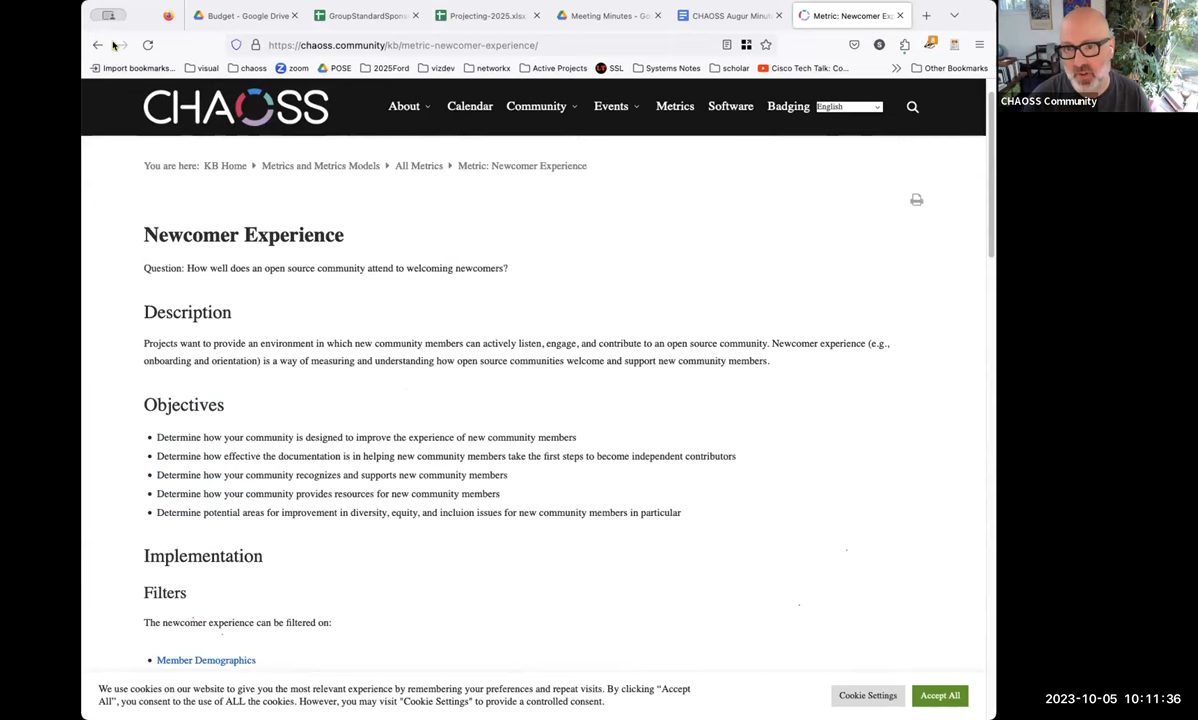 Budget - Google Drive
GroupStandardSpons
Projecting-2025.xlsx
Meeting Minutes - Go
CHAOSS Augur Minut
Metric: Newcomer Exp
https://chaoss.community/kb/metric-newcomer-experience/
Import bookmarks...
visual
chaoss
zoom
POSE
2025Ford
vizdev
networkx
Active Projects
SSL
Systems Notes
scholar
Cisco Tech Talk: Co...
Other Bookmarks
CHAOSS Community
CHAOSS
About
Calendar
Community
Events
Metrics
Software
Badging
English
You are here: KB Home Metrics and Metrics Models All Metrics Metric: Newcomer Experience
Newcomer Experience
Question: How well does an open source community attend to welcoming newcomers?
Description
Projects want to provide an environment in which new community members can actively listen, engage, and contribute to an open source community. Newcomer experience (e.g.,
onboarding and orientation) is a way of measuring and understanding how open source communities welcome and support new community members.
Objectives
• Determine how your community is designed to improve the experience of new community members
• Determine how effective the documentation is in helping new community members take the first steps to become independent contributors
• Determine how your community recognizes and supports new community members
• Determine how your community provides resources for new community members
• Determine potential areas for improvement in diversity, equity, and incluion issues for new community members in particular
Implementation
Filters
The newcomer experience can be filtered on:
• Member Demographics
We use cookies on our website to give you the most relevant experience by remembering your preferences and repeat visits. By clicking “Accept
All”, you consent to the use of ALL the cookies. However, you may visit "Cookie Settings" to provide a controlled consent.
Cookie Settings
Accept All
2023-10-05 10:11:36